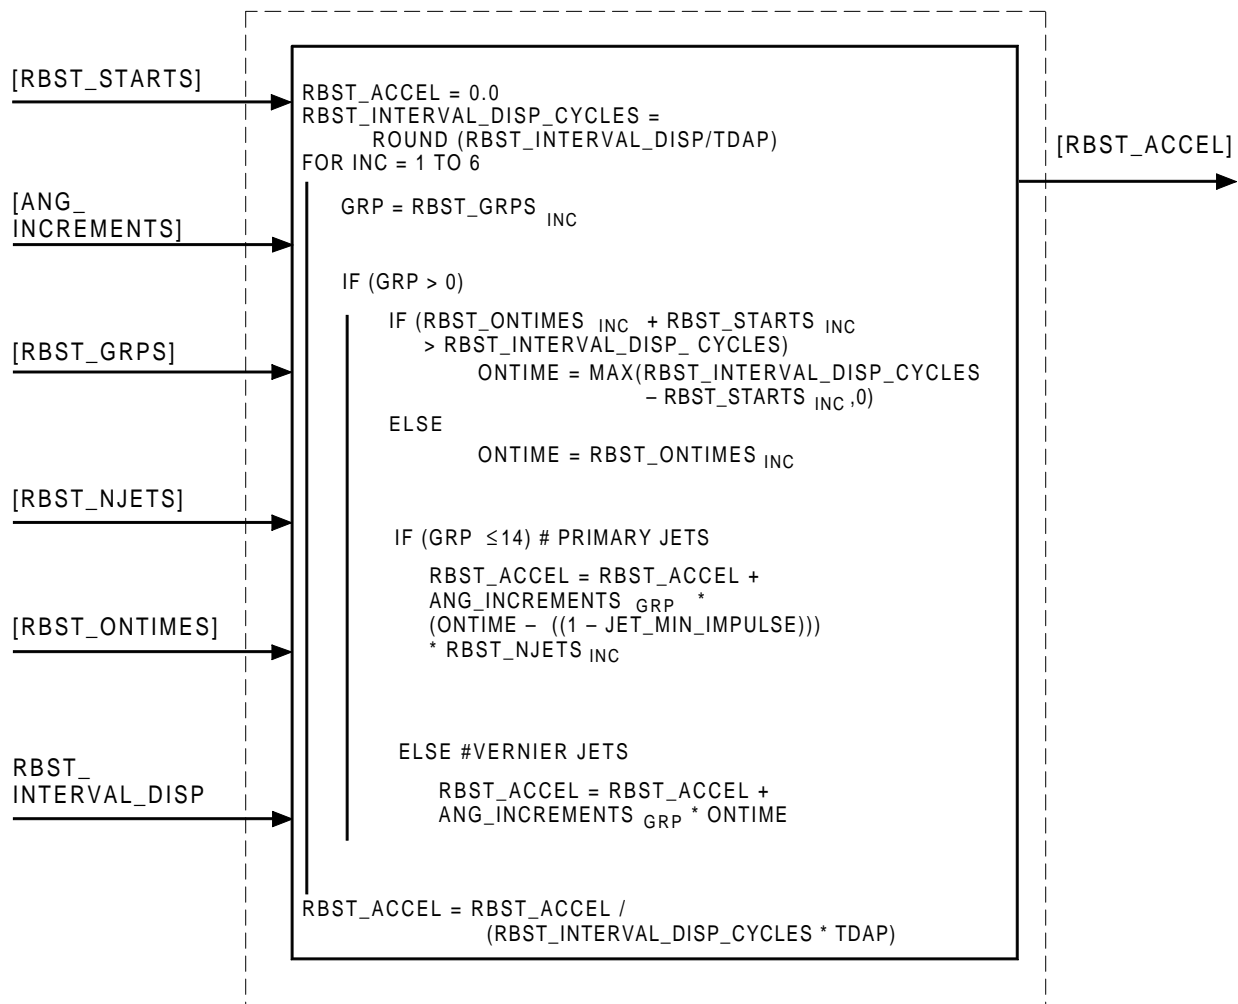 [RBST_STARTS]
[ANG_
INCREMENTS]
[RBST_GRPS]
[RBST_NJETS]
[RBST_ONTIMES]
RBST_
INTERVAL_DISP
RBST_ACCEL = 0.0
RBST_INTERVAL_DISP_CYCLES =
ROUND (RBST_INTERVAL_DISP/TDAP)
FOR INC = 1 TO 6
GRP = RBST_GRPS INC
IF (GRP > 0)
IF (RBST_ONTIMES INC + RBST_STARTS INC
> RBST_INTERVAL_DISP_ CYCLES)
ONTIME = MAX(RBST_INTERVAL_DISP_CYCLES
– RBST_STARTS INC ,0)
ELSE
ONTIME = RBST_ONTIMES INC
IF (GRP ≤14) # PRIMARY JETS
RBST_ACCEL = RBST_ACCEL +
ANG_INCREMENTS GRP *
(ONTIME – ((1 – JET_MIN_IMPULSE)))
* RBST_NJETS INC
ELSE #VERNIER JETS
RBST_ACCEL = RBST_ACCEL +
ANG_INCREMENTS GRP * ONTIME
RBST_ACCEL = RBST_ACCEL /
(RBST_INTERVAL_DISP_CYCLES * TDAP)
[RBST_ACCEL]